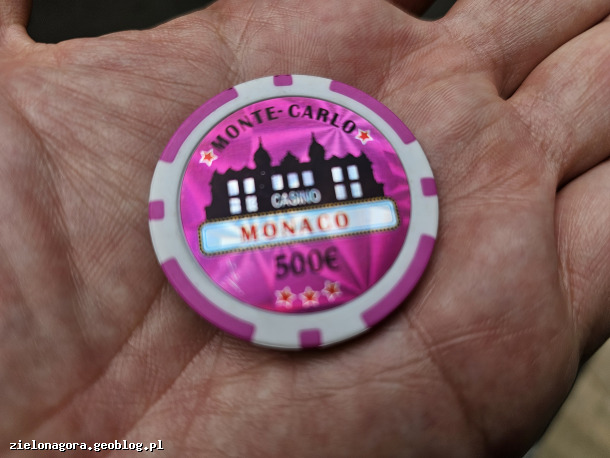 MONTE-CARLO
CASINO
MONACO
500€
zielonagora.geoblog.pl